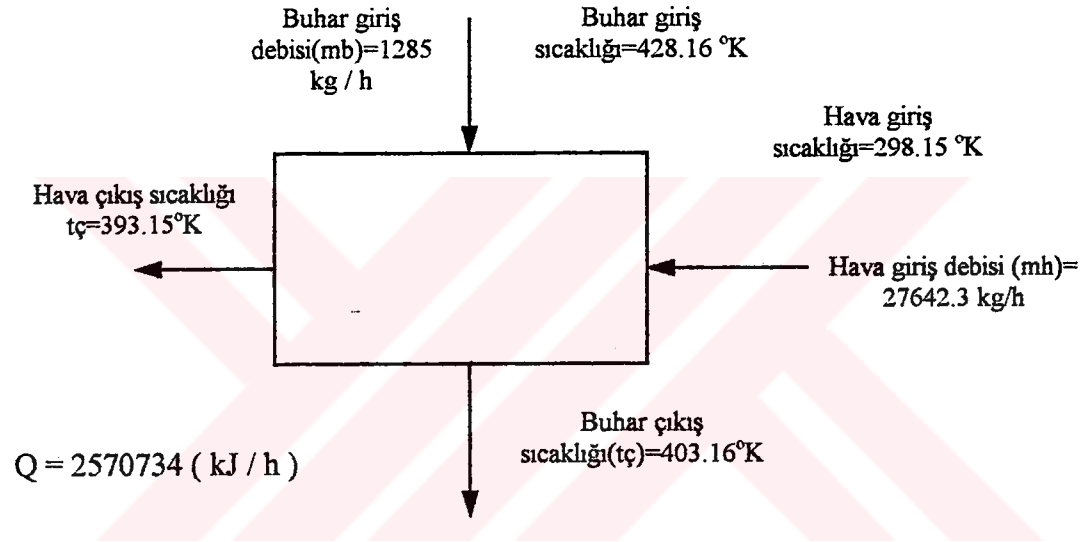 Buhar giriş
debisi(mb)=1285
kg / h
Buhar giriş
sıcaklığı=428.16 °K
Hava giriş
sıcaklığı=298.15 °K
Hava çıkış sıcaklığı
tç=393.15°K
Hava giriş debisi (mh)=
27642.3 kg/h
Buhar çıkış
sıcaklığı(tç)=403.16°K
Q = 2570734 ( kJ / h )